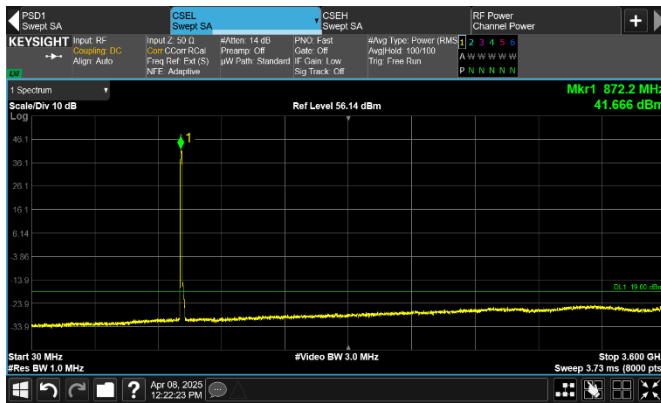 PSD1
Swept SA
CSEL
Swept SA
CSEH
Swept SA
RF Power
Channel Power
KEYSIGHT
Input: RF
Coupling: DC
Align: Auto
Input Z: 50 Ω
Corr CCorr RCal
Freq Ref: Ext (S)
NFE: Adaptive
#Atten: 14 dB
Preamp: Off
µW Path: Standard
PNO: Fast
Gate: Off
IF Gain: Low
Sig Track: Off
#Avg Type: Power (RMS
Avg|Hold: 100/100
Trig: Free Run
1 2 3 4 5 6
A W W W W W
P N N N N N
LXI
1 Spectrum
Scale/Div 10 dB
Ref Level 56.14 dBm
Mkr1 872.2 MHz
41.666 dBm
Log
1
46.1
36.1
26.1
16.1
6.14
-3.86
-13.9
DL1 -19.00 dBm
-23.9
-33.9
Start 30 MHz
#Video BW 3.0 MHz
Stop 3.600 GHz
#Res BW 1.0 MHz
Sweep 3.73 ms (8000 pts)
?
Apr 08, 2025
12:22:23 PM